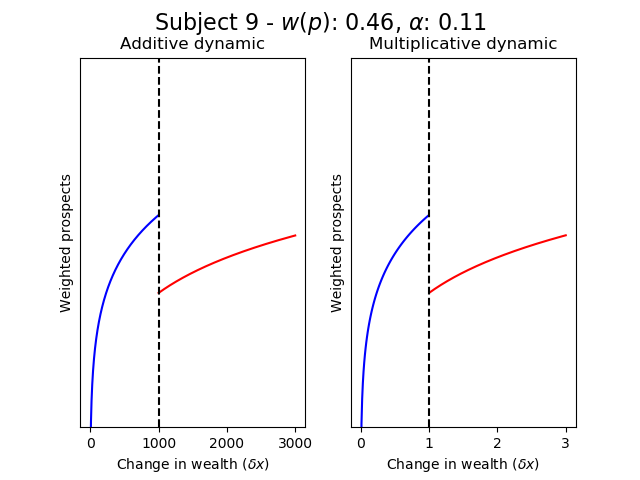 Subject 9 - w(p): 0.46, α: 0.11
Additive dynamic
Multiplicative dynamic
Weighted prospects
Weighted prospects
0 1000 2000 3000
0 1 2 3
Change in wealth (δx)
Change in wealth (δx)